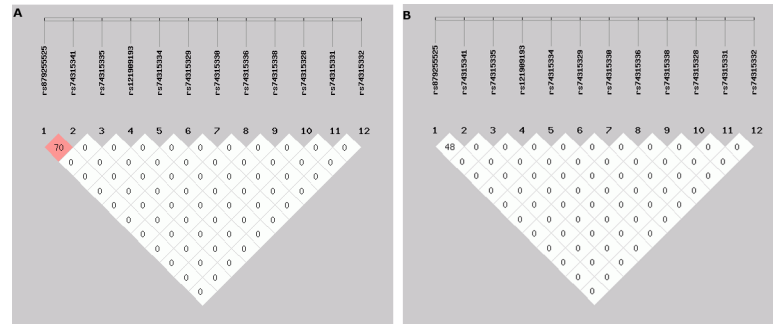 A
rs879255525
rs74315341
rs74315335
rs121909193
rs74315334
rs74315329
rs74315330
rs74315336
rs74315338
rs74315328
rs74315331
rs74315332
1 2 3 4 5 6 7 8 9 10 11 12
70 0 0 0 0 0 0 0 0 0 0
0 0 0 0 0 0 0 0 0 0
0 0 0 0 0 0 0 0 0
0 0 0 0 0 0 0 0
0 0 0 0 0 0 0
0 0 0 0 0 0
0 0 0 0 0
0 0 0 0
0 0 0
0 0
0
B
rs879255525
rs74315341
rs74315335
rs121909193
rs74315334
rs74315329
rs74315330
rs74315336
rs74315338
rs74315328
rs74315331
rs74315332
1 2 3 4 5 6 7 8 9 10 11 12
48 0 0 0 0 0 0 0 0 0 0
0 0 0 0 0 0 0 0 0 0
0 0 0 0 0 0 0 0 0
0 0 0 0 0 0 0 0
0 0 0 0 0 0 0
0 0 0 0 0 0
0 0 0 0 0
0 0 0 0
0 0 0
0 0
0